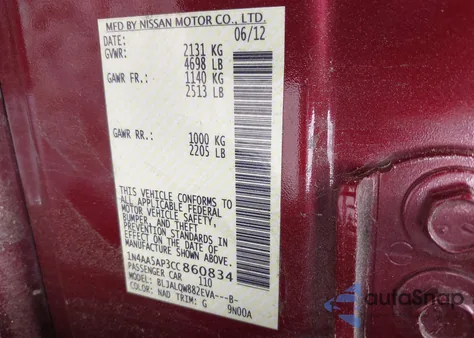 MFD BY NISSAN MOTOR CO., LTD.
DATE: 06/12
GVWR: 2131 KG
4698 LB
GAWR FR.: 1140 KG
2513 LB
GAWR RR.: 1000 KG
2205 LB
THIS VEHICLE CONFORMS TO
ALL APPLICABLE FEDERAL
MOTOR VEHICLE SAFETY,
BUMPER, AND THEFT
PREVENTION STANDARDS IN
EFFECT ON THE DATE OF
MANUFACTURE SHOWN ABOVE.
1N4AA5AP3CC860834
PASSENGER CAR 110
MODEL: BLJALQW882EVA---B-
COLOR: NAD TRIM: G 9N00A
autoSnap